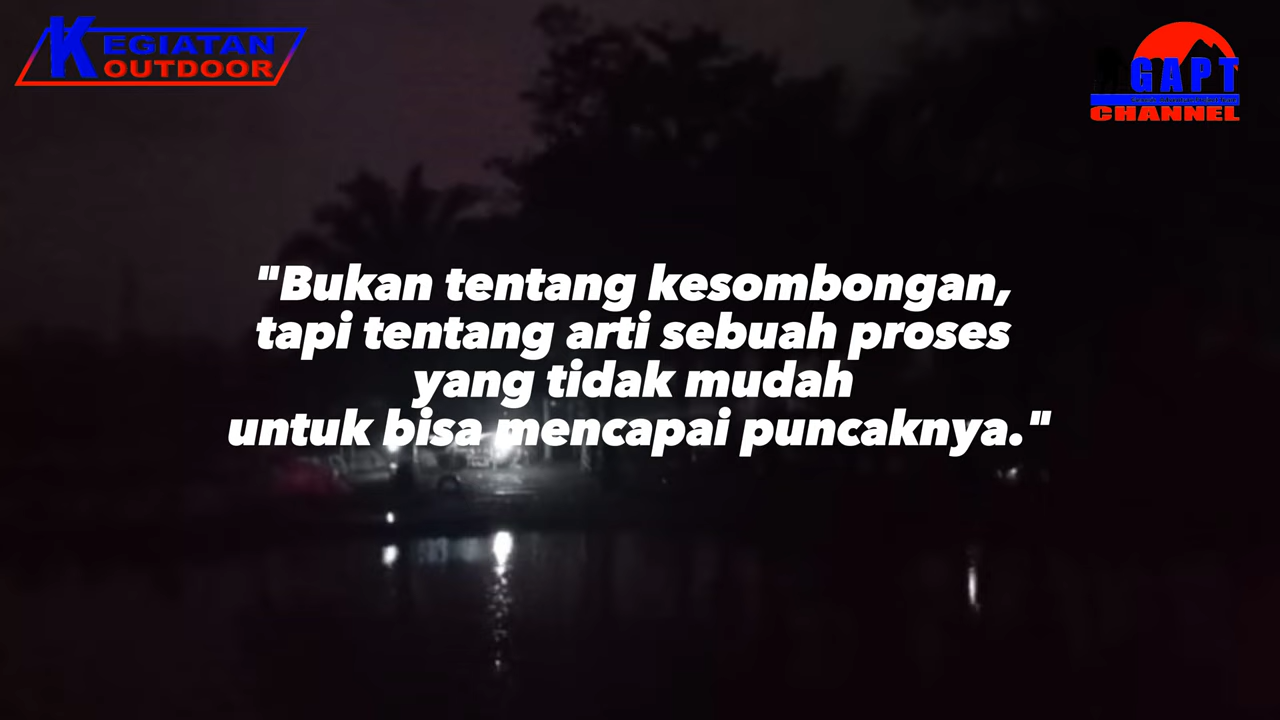 KEGIATAN
OUTDOOR
GAPT
CHANNEL
"Bukan tentang kesombongan,
tapi tentang arti sebuah proses
yang tidak mudah
untuk bisa mencapai puncaknya."